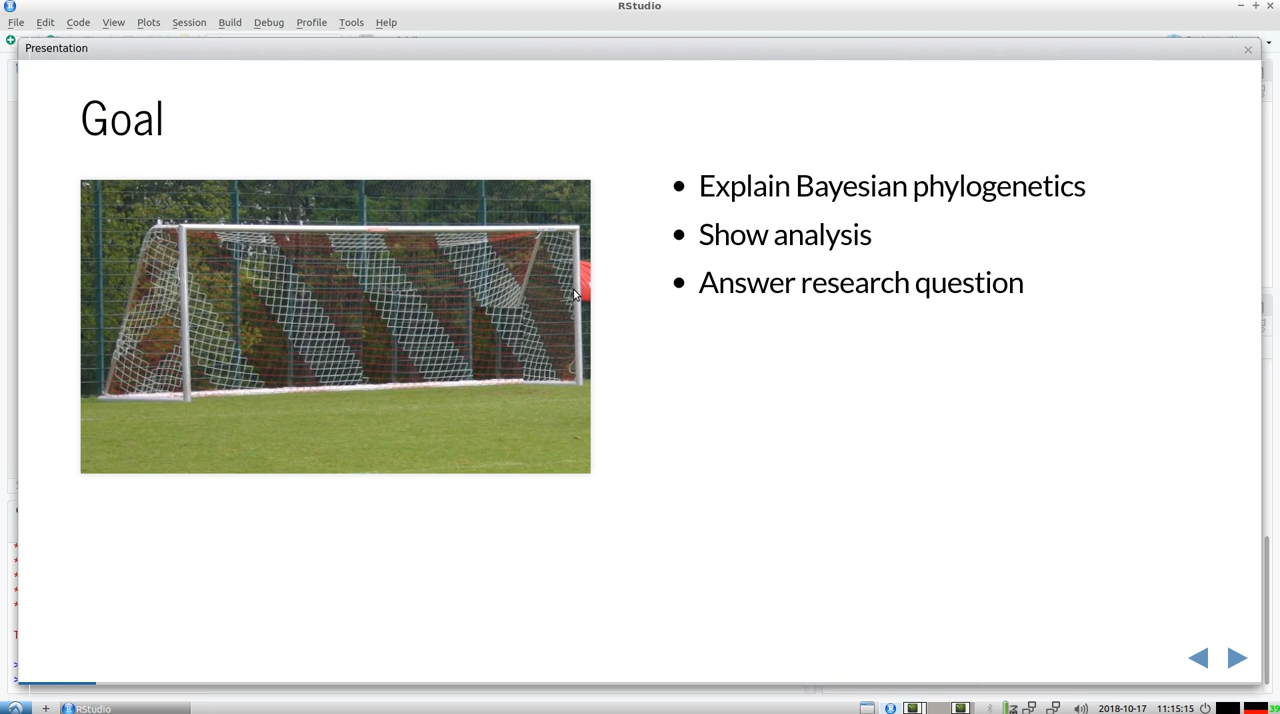 RStudio
File Edit Code View Plots Session Build Debug Profile Tools Help
Presentation
Goal
Explain Bayesian phylogenetics
Show analysis
Answer research question
RStudio
2018-10-17 11:15:15
39